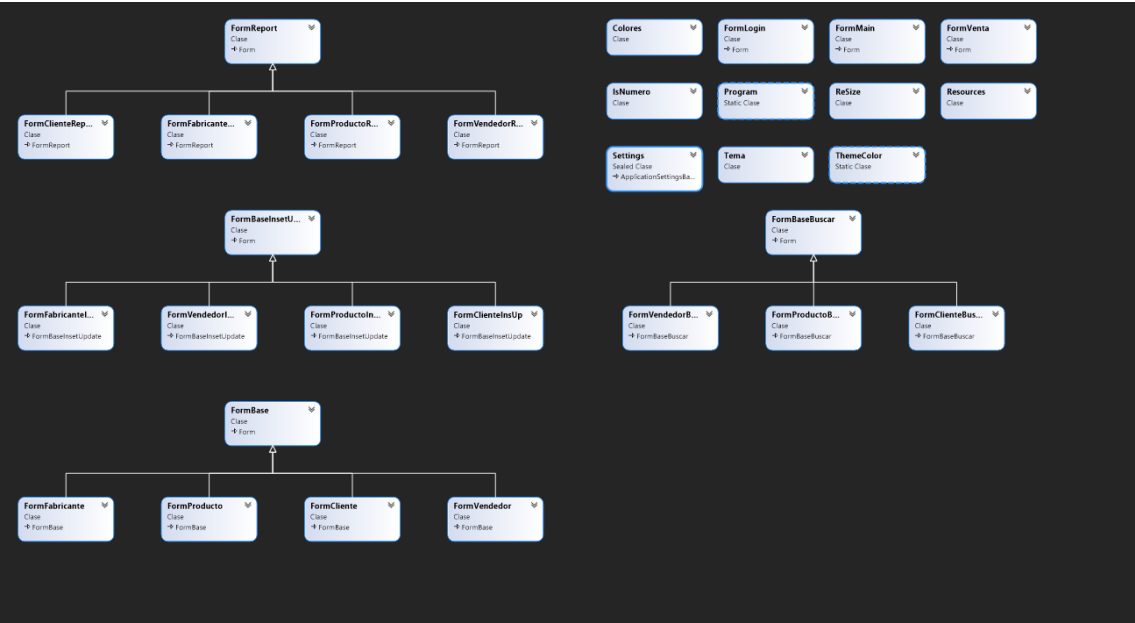 FormReport
Clase
Form
FormClienteRep...
Clase
FormReport
FormFabricante...
Clase
FormReport
FormProductoR...
Clase
FormReport
FormVendedorR...
Clase
FormReport
Colores
Clase
FormLogin
Clase
Form
FormMain
Clase
Form
FormVenta
Clase
Form
IsNumero
Clase
Program
Static Clase
ReSize
Clase
Resources
Clase
Settings
Sealed Clase
ApplicationSettingsBa...
Tema
Clase
ThemeColor
Static Clase
FormBaseInsetU...
Clase
Form
FormFabricanteI...
Clase
FormBaseInsetUpdate
FormVendedorI...
Clase
FormBaseInsetUpdate
FormProductoIn...
Clase
FormBaseInsetUpdate
FormClienteInsUp
Clase
FormBaseInsetUpdate
FormBaseBuscar
Clase
Form
FormVendedorB...
Clase
FormBaseBuscar
FormProductoB...
Clase
FormBaseBuscar
FormClienteBus...
Clase
FormBaseBuscar
FormBase
Clase
Form
FormFabricante
Clase
FormBase
FormProducto
Clase
FormBase
FormCliente
Clase
FormBase
FormVendedor
Clase
FormBase